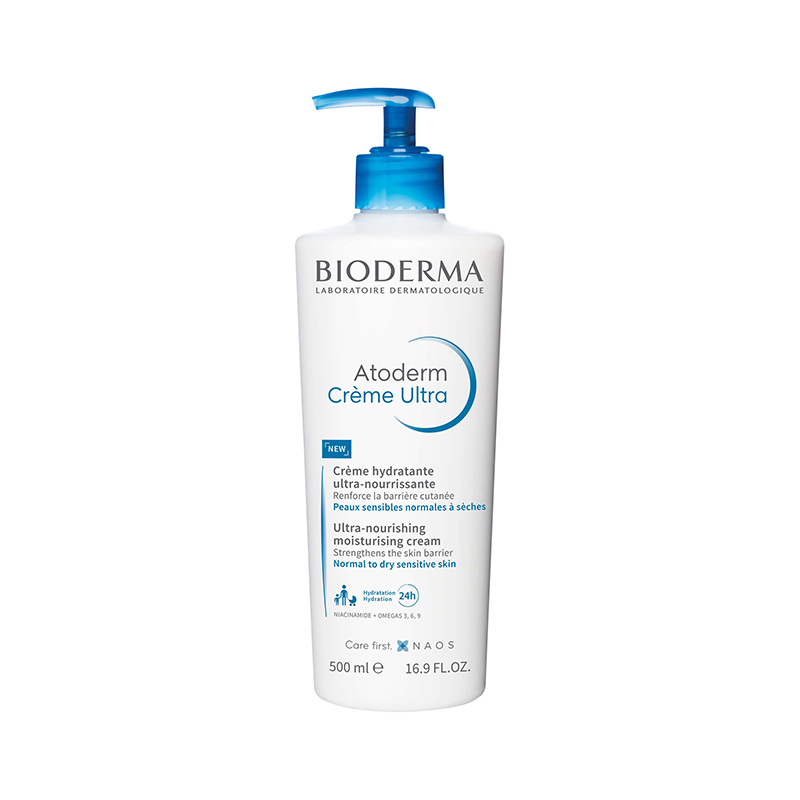 BIODERMA
LABORATOIRE DERMATOLOGIQUE
Atoderm
Crème Ultra
NEW
Crème hydratante
ultra-nourrissante
Renforce la barrière cutanée
Peaux sensibles normales à sèches
Ultra-nourishing
moisturising cream
Strengthens the skin barrier
Normal to dry sensitive skin
Hydratation
Hydration
24h
NIACINAMIDE + OMEGAS 3, 6, 9
Care first. NAOS
500 ml ℮ 16.9 FL.OZ.